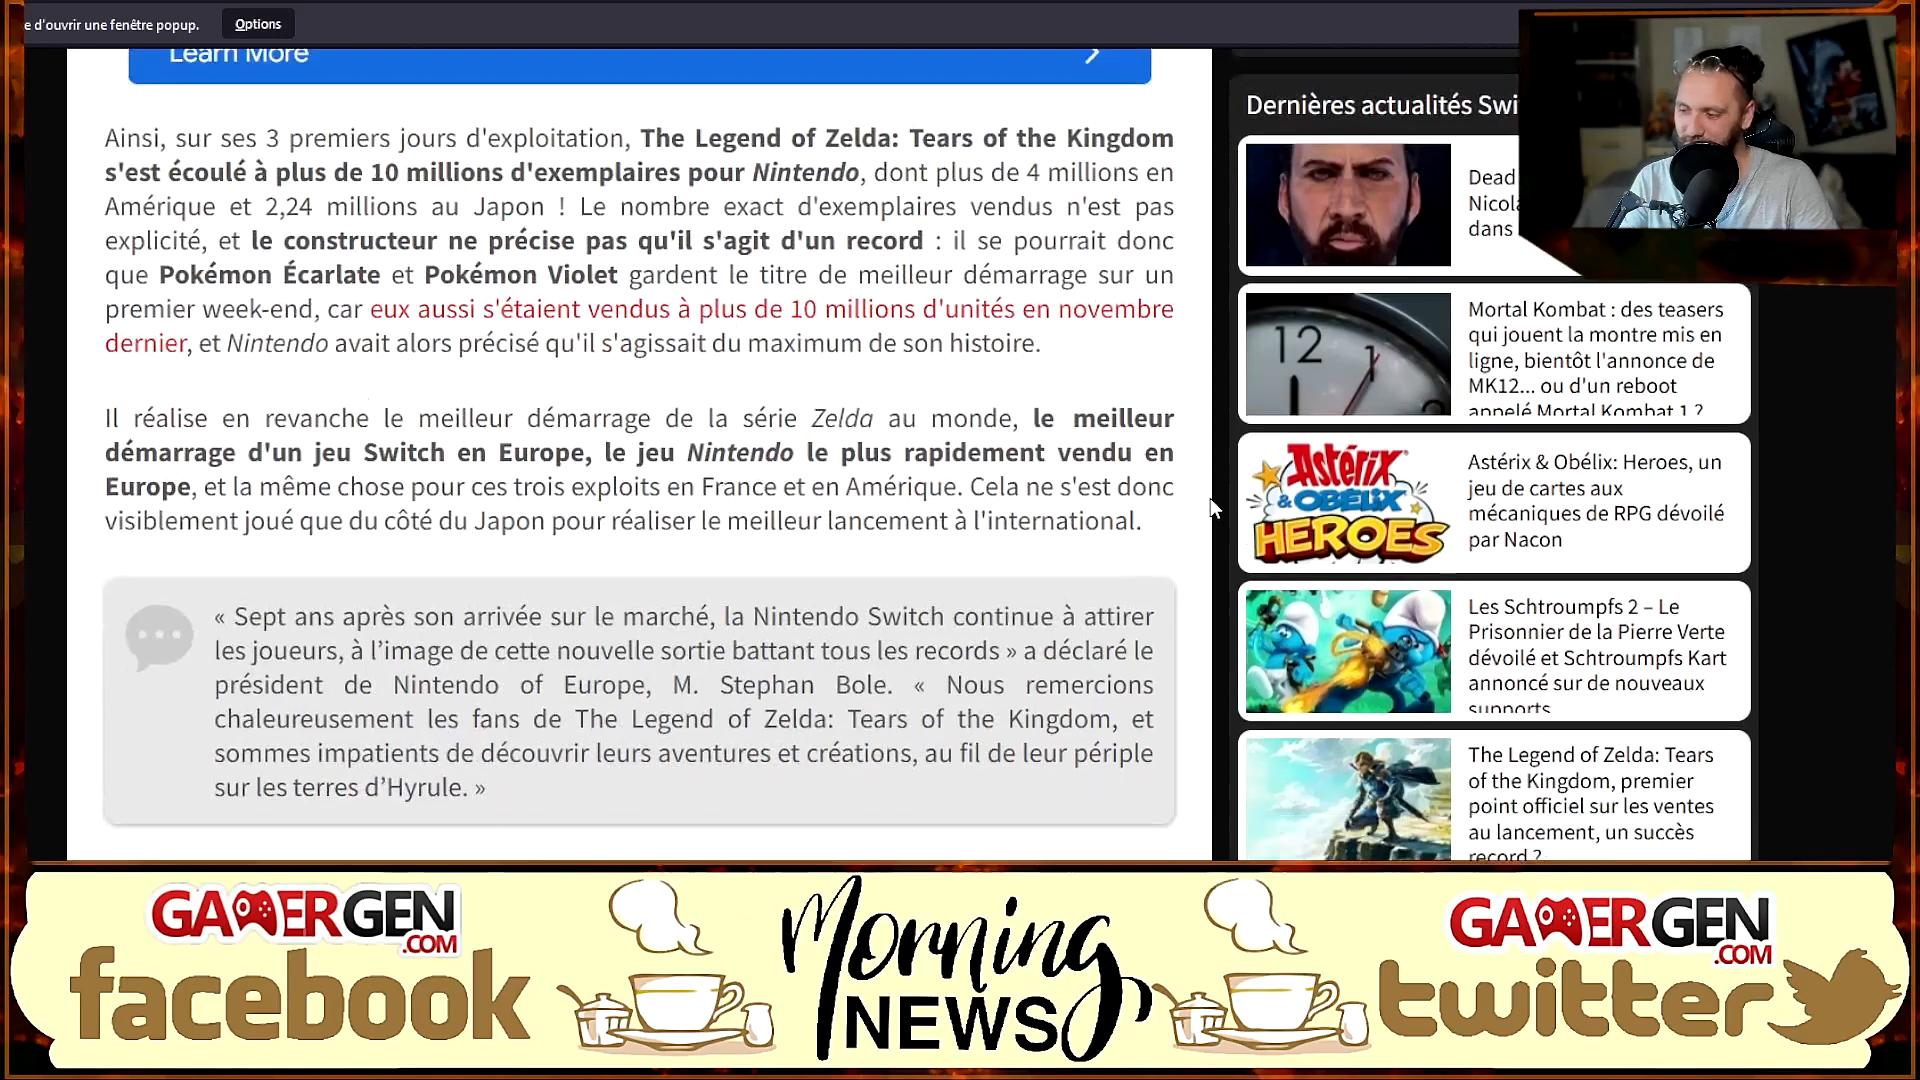 e d'ouvrir une fenêtre popup.
Options
Learn More
Ainsi, sur ses 3 premiers jours d'exploitation, The Legend of Zelda: Tears of the Kingdom
s'est écoulé à plus de 10 millions d'exemplaires pour Nintendo, dont plus de 4 millions en
Amérique et 2,24 millions au Japon ! Le nombre exact d'exemplaires vendus n'est pas
explicité, et le constructeur ne précise pas qu'il s'agit d'un record : il se pourrait donc
que Pokémon Écarlate et Pokémon Violet gardent le titre de meilleur démarrage sur un
premier week-end, car eux aussi s'étaient vendus à plus de 10 millions d'unités en novembre
dernier, et Nintendo avait alors précisé qu'il s'agissait du maximum de son histoire.
Il réalise en revanche le meilleur démarrage de la série Zelda au monde, le meilleur
démarrage d'un jeu Switch en Europe, le jeu Nintendo le plus rapidement vendu en
Europe, et la même chose pour ces trois exploits en France et en Amérique. Cela ne s'est donc
visiblement joué que du côté du Japon pour réaliser le meilleur lancement à l'international.
« Sept ans après son arrivée sur le marché, la Nintendo Switch continue à attirer
les joueurs, à l’image de cette nouvelle sortie battant tous les records » a déclaré le
président de Nintendo of Europe, M. Stephan Bole. « Nous remercions
chaleureusement les fans de The Legend of Zelda: Tears of the Kingdom, et
sommes impatients de découvrir leurs aventures et créations, au fil de leur périple
sur les terres d’Hyrule. »
Dernières actualités Swi
Dead
Nicol
dans
12
1
Mortal Kombat : des teasers
qui jouent la montre mis en
ligne, bientôt l'annonce de
MK12... ou d'un reboot
appelé Mortal Kombat 1 ?
Astérix
& OBÉLIX
HEROES
Astérix & Obélix: Heroes, un
jeu de cartes aux
mécaniques de RPG dévoilé
par Nacon
Les Schtroumpfs 2 – Le
Prisonnier de la Pierre Verte
dévoilé et Schtroumpfs Kart
annoncé sur de nouveaux
supports
The Legend of Zelda: Tears
of the Kingdom, premier
point officiel sur les ventes
au lancement, un succès
record ?
GAMERGEN
.COM
facebook
Morning
NEWS
GAMERGEN
.COM
twitter